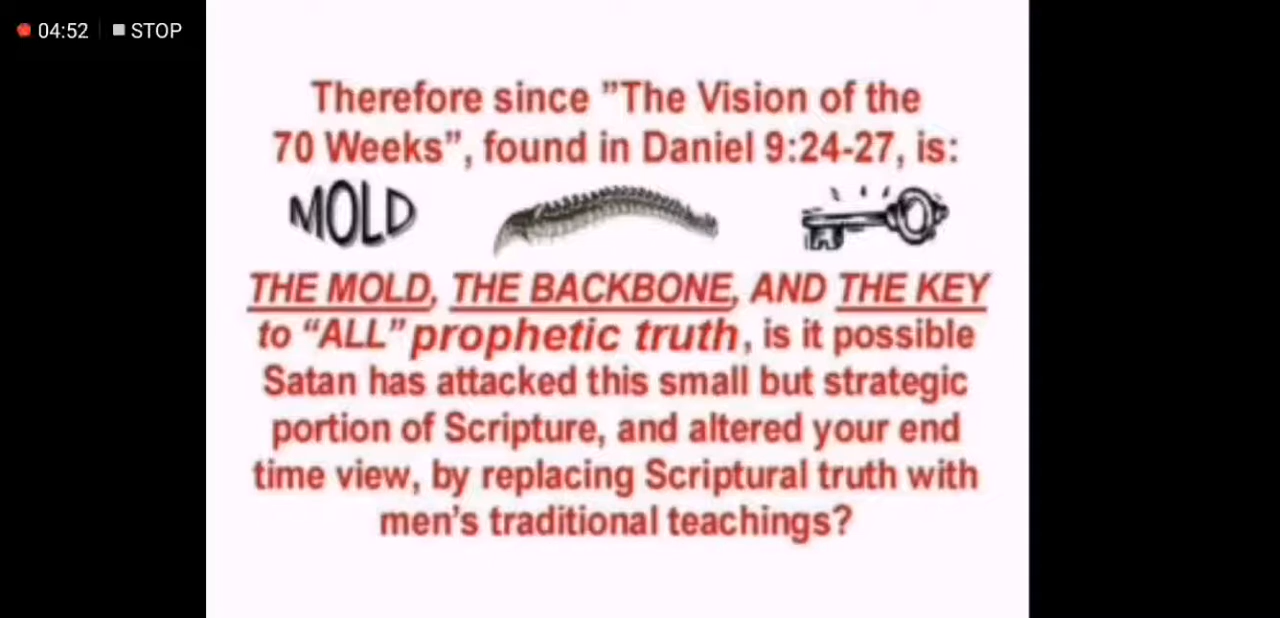 04:52 STOP
Therefore since ”The Vision of the
70 Weeks”, found in Daniel 9:24-27, is:
MOLD
THE MOLD, THE BACKBONE, AND THE KEY
to “ALL” prophetic truth, is it possible
Satan has attacked this small but strategic
portion of Scripture, and altered your end
time view, by replacing Scriptural truth with
men's traditional teachings?